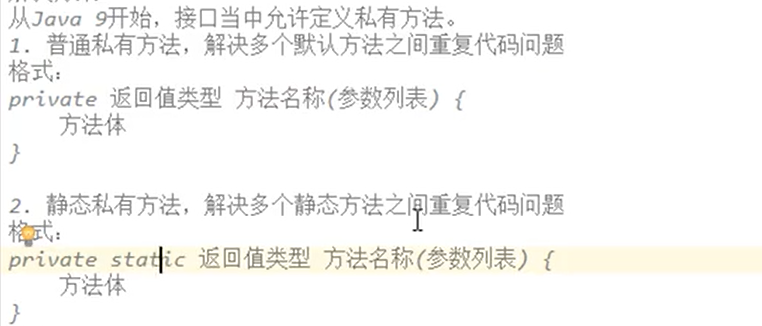 从Java 9开始，接口当中允许定义私有方法。
1. 普通私有方法，解决多个默认方法之间重复代码问题
格式：
private 返回值类型 方法名称(参数列表) {
    方法体
}
2. 静态私有方法，解决多个静态方法之间重复代码问题
格式：
private static 返回值类型 方法名称(参数列表) {
    方法体
}